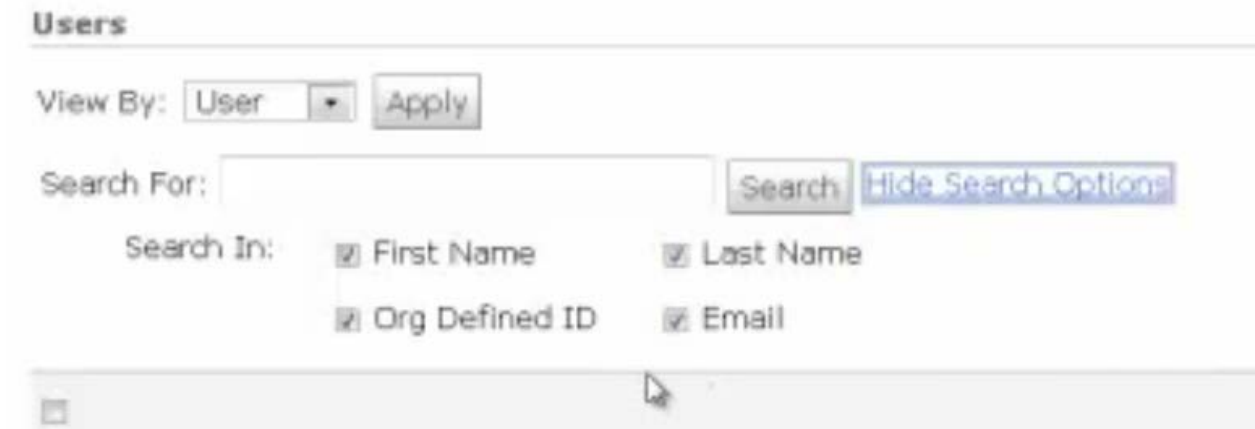 Users
View By: User Apply
Search For: Search Hide Search Options
Search In: First Name Last Name
Org Defined ID Email